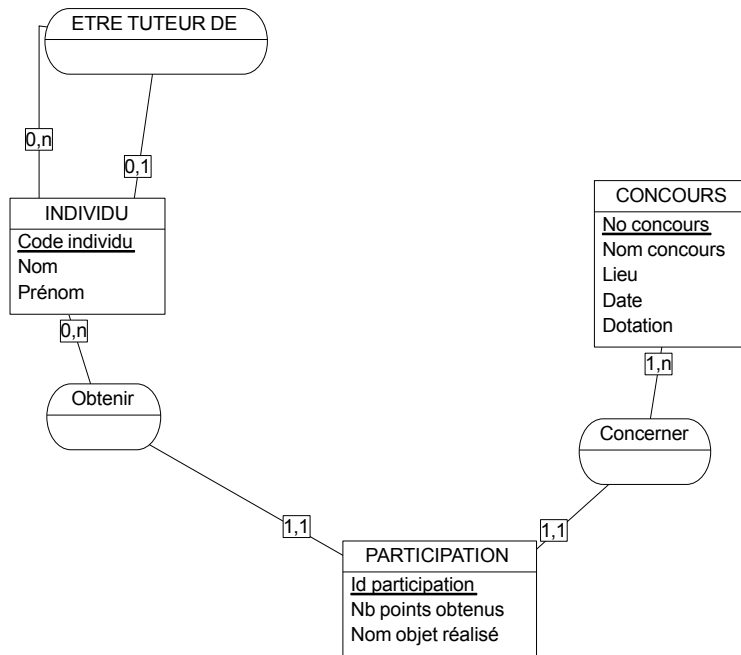 ETRE TUTEUR DE
0,n
0,1
INDIVIDU
Code individu
Nom
Prénom
CONCOURS
No concours
Nom concours
Lieu
Date
Dotation
0,n
1,n
Obtenir
Concerner
1,1
1,1
PARTICIPATION
Id participation
Nb points obtenus
Nom objet réalisé